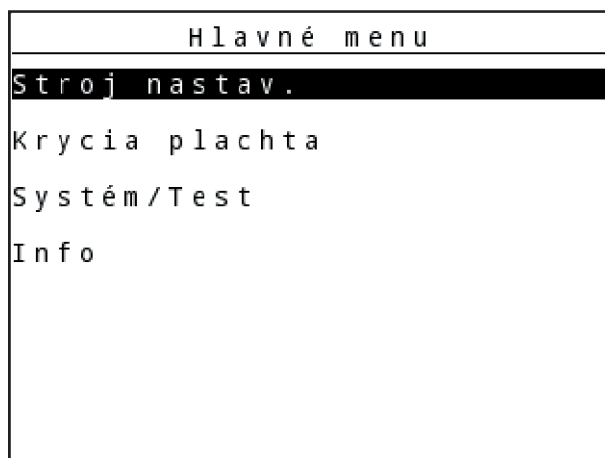 Hlavné menu
Stroj nastav.
Krycia plachta
Systém/Test
Info